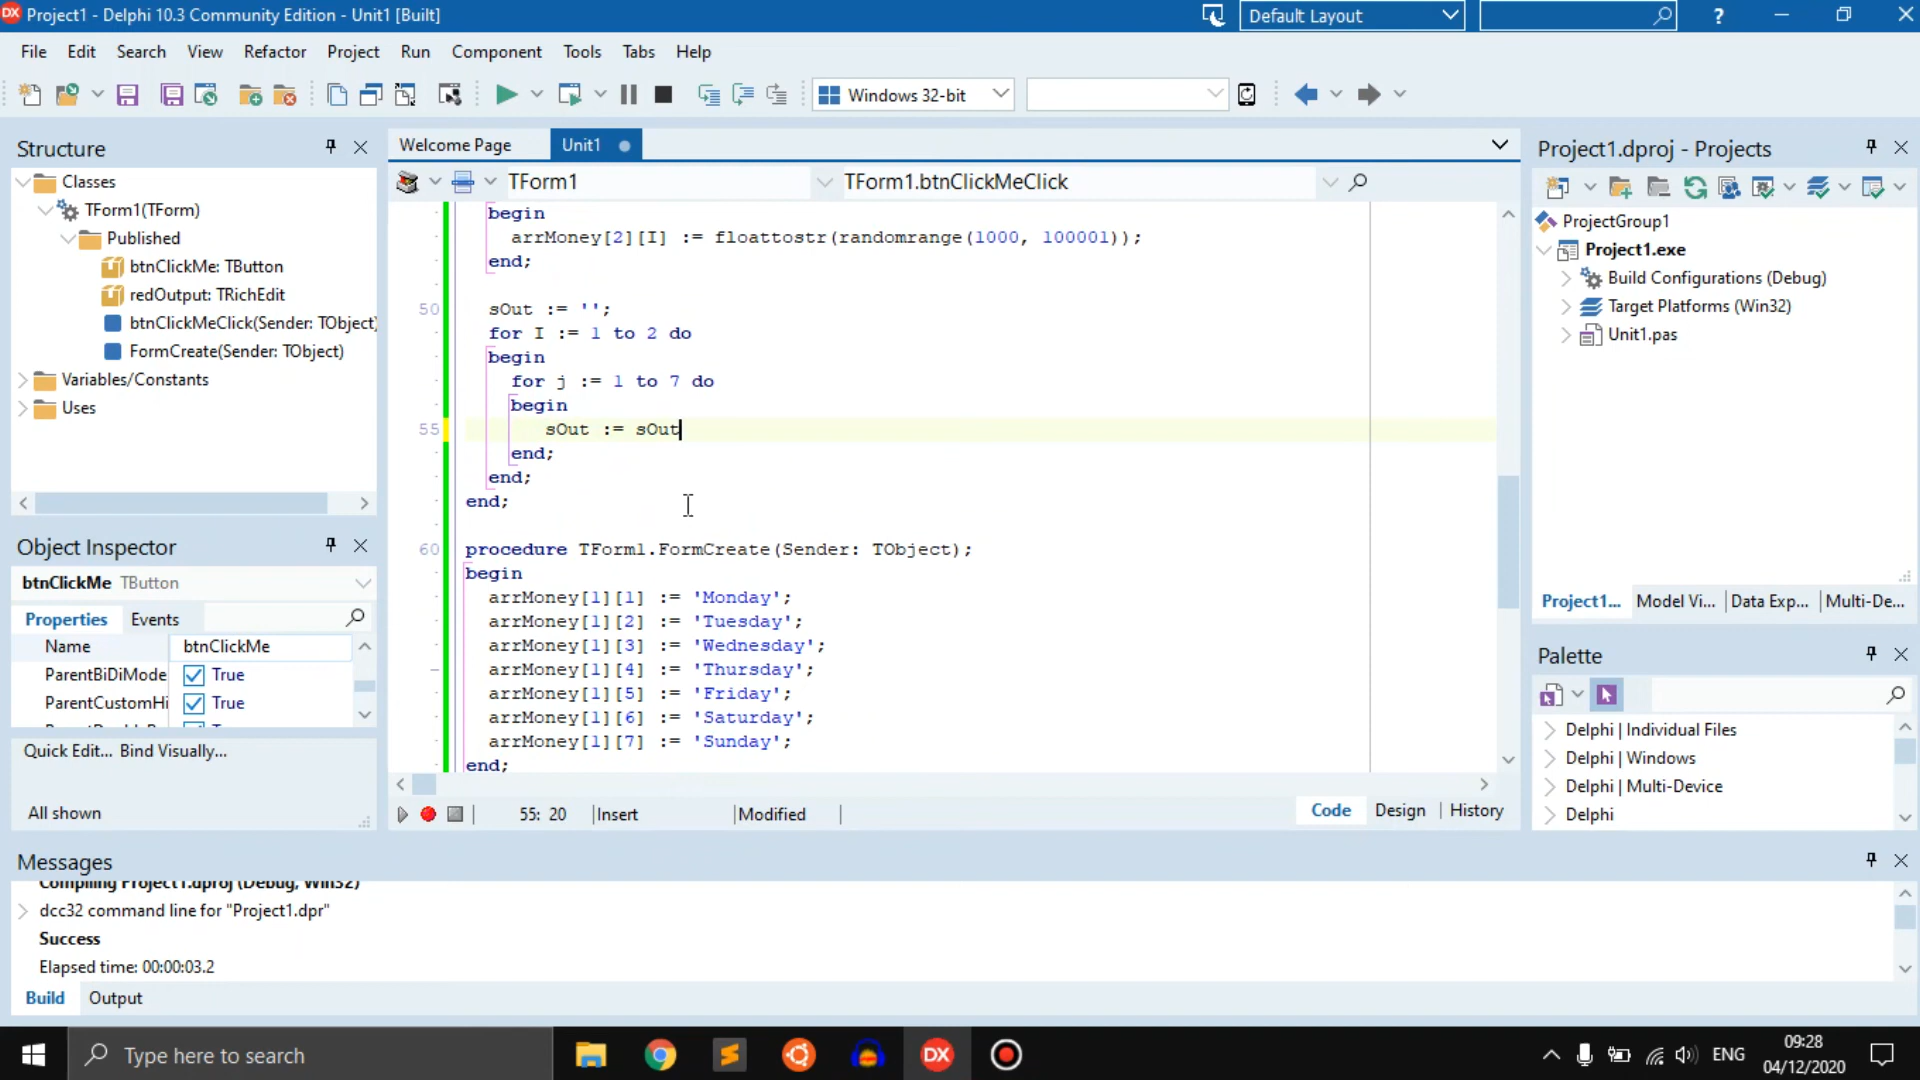 Project1 - Delphi 10.3 Community Edition - Unit1 [Built]
Default Layout
?
File Edit Search View Refactor Project Run Component Tools Tabs Help
Windows 32-bit
Structure
Classes
TForm1(TForm)
Published
btnClickMe: TButton
redOutput: TRichEdit
btnClickMeClick(Sender: TObject)
FormCreate(Sender: TObject)
Variables/Constants
Uses
Object Inspector
btnClickMe TButton
Properties Events
Name btnClickMe
ParentBiDiMode True
ParentCustomHi True
Quick Edit... Bind Visually...
All shown
Welcome Page Unit1
TForm1 TForm1.btnClickMeClick
begin
arrMoney[2][I] := floattostr(randomrange(1000, 100001));
end;
50 sOut := '';
for I := 1 to 2 do
begin
for j := 1 to 7 do
begin
55 sOut := sOut
end;
end;
end;
60 procedure TForm1.FormCreate(Sender: TObject);
begin
arrMoney[1][1] := 'Monday';
arrMoney[1][2] := 'Tuesday';
arrMoney[1][3] := 'Wednesday';
arrMoney[1][4] := 'Thursday';
arrMoney[1][5] := 'Friday';
arrMoney[1][6] := 'Saturday';
arrMoney[1][7] := 'Sunday';
end;
55: 20 Insert Modified
Code Design History
Project1.dproj - Projects
ProjectGroup1
Project1.exe
Build Configurations (Debug)
Target Platforms (Win32)
Unit1.pas
Project1... Model Vi... Data Exp... Multi-De...
Palette
Delphi | Individual Files
Delphi | Windows
Delphi | Multi-Device
Delphi
Messages
Compiling Project1.dproj (Debug, Win32)
dcc32 command line for "Project1.dpr"
Success
Elapsed time: 00:00:03.2
Build Output
Type here to search
DX
ENG
09:28
04/12/2020